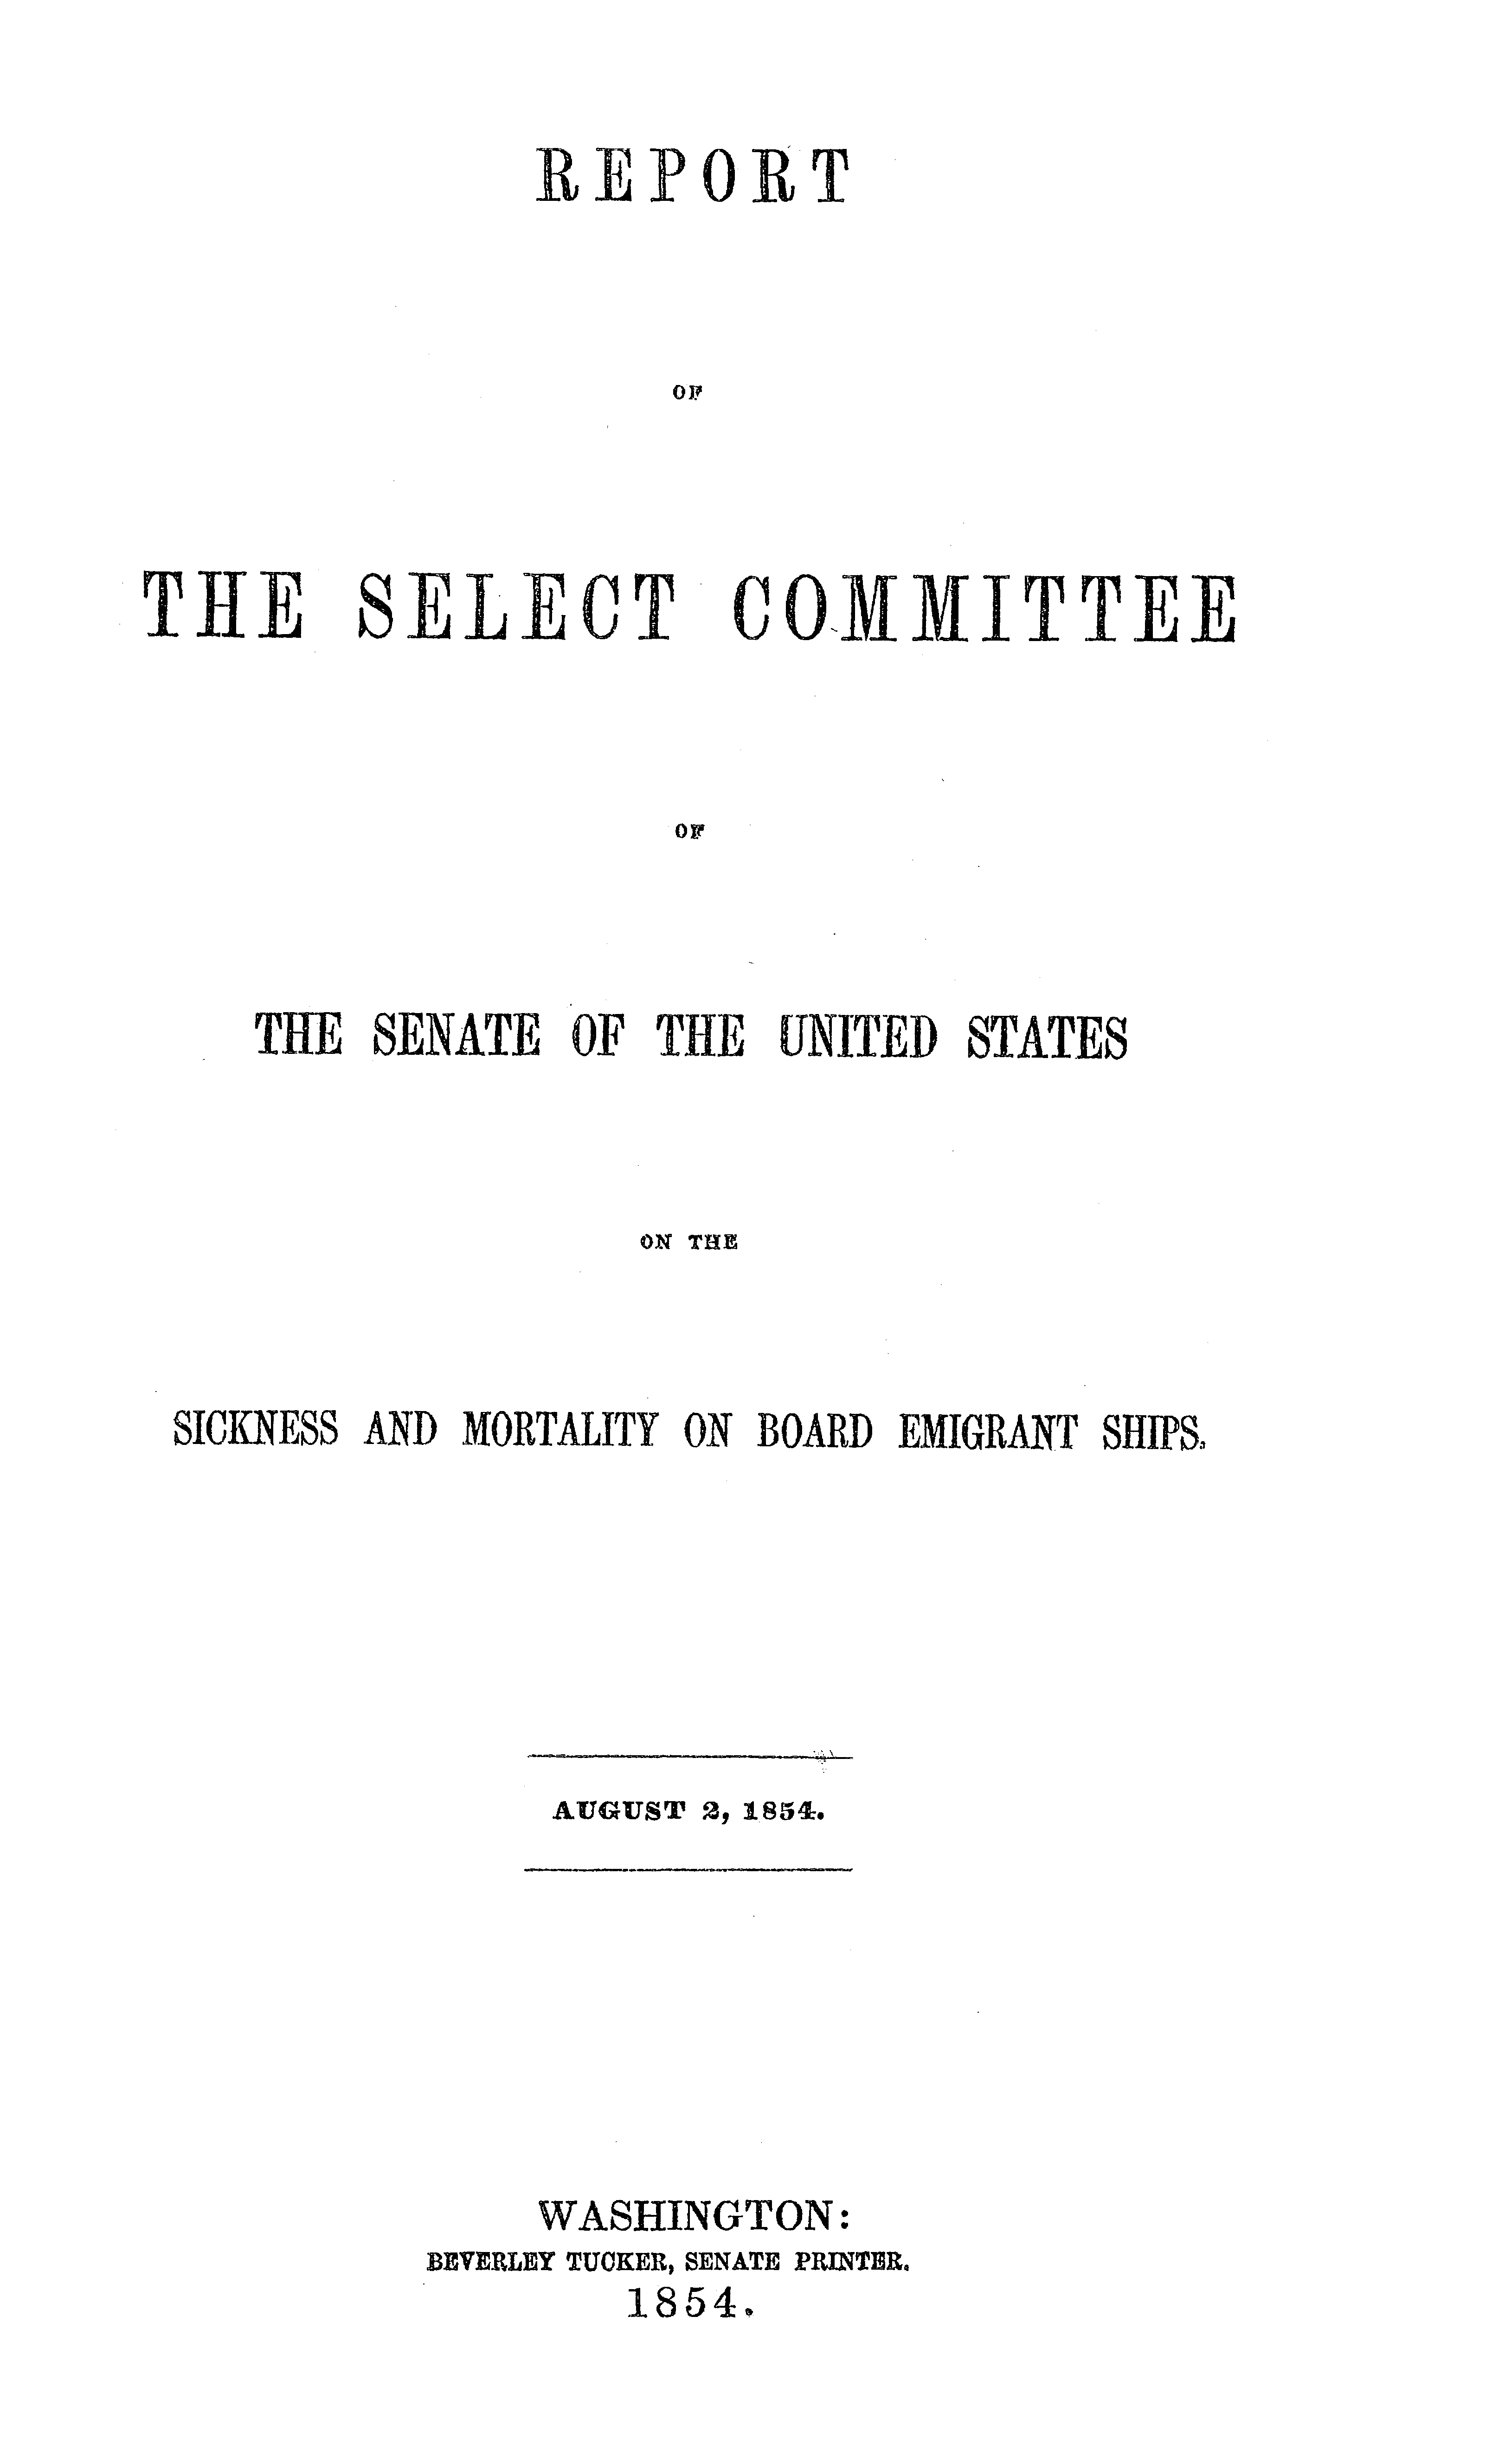 REPORT
OF
THE SELECT COMMITTEE
OF
THE SENATE OF THE UNITED STATES
ON THE
SICKNESS AND MORTALITY ON BOARD EMIGRANT SHIPS.
AUGUST 2, 1854.
WASHINGTON:
BEVERLEY TUCKER, SENATE PRINTER.
1854.